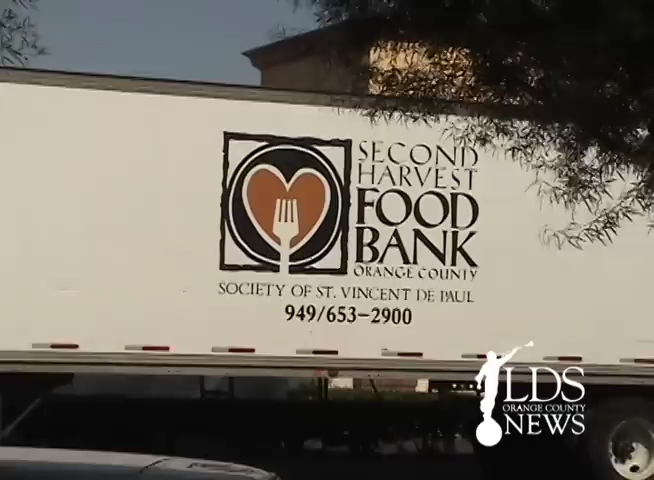 SECOND
HARVEST
FOOD
BANK
ORANGE COUNTY
SOCIETY OF ST. VINCENT DE PAUL
949/653-2900
LDS
ORANGE COUNTY
NEWS